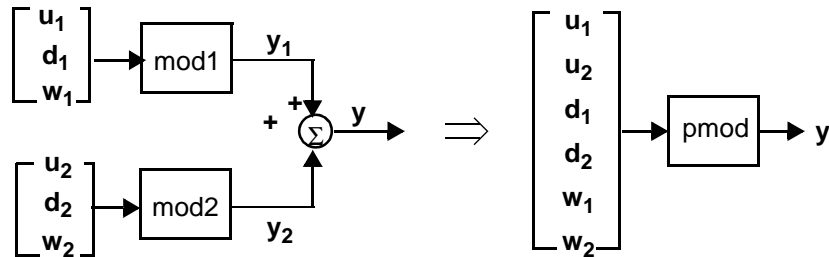 u1
d1
w1
mod1
y1
+
+
Σ
y
u2
d2
w2
mod2
y2
⇒
u1
u2
d1
d2
w1
w2
pmod
y